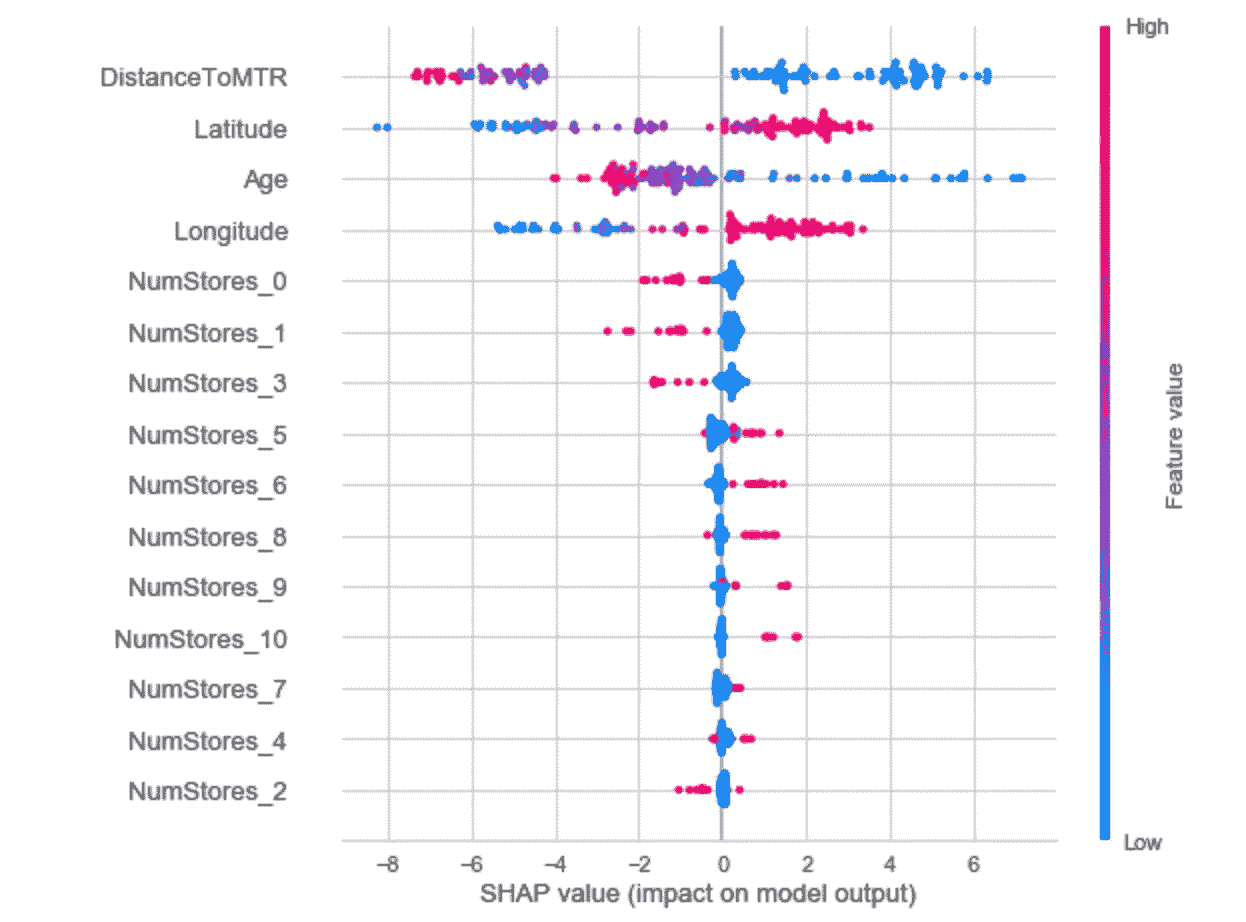 High
DistanceToMTR
Latitude
Age
Longitude
NumStores_0
NumStores_1
NumStores_3
NumStores_5
NumStores_6
NumStores_8
NumStores_9
NumStores_10
NumStores_7
NumStores_4
NumStores_2
Feature value
Low
−8 −6 −4 −2 0 2 4 6
SHAP value (impact on model output)